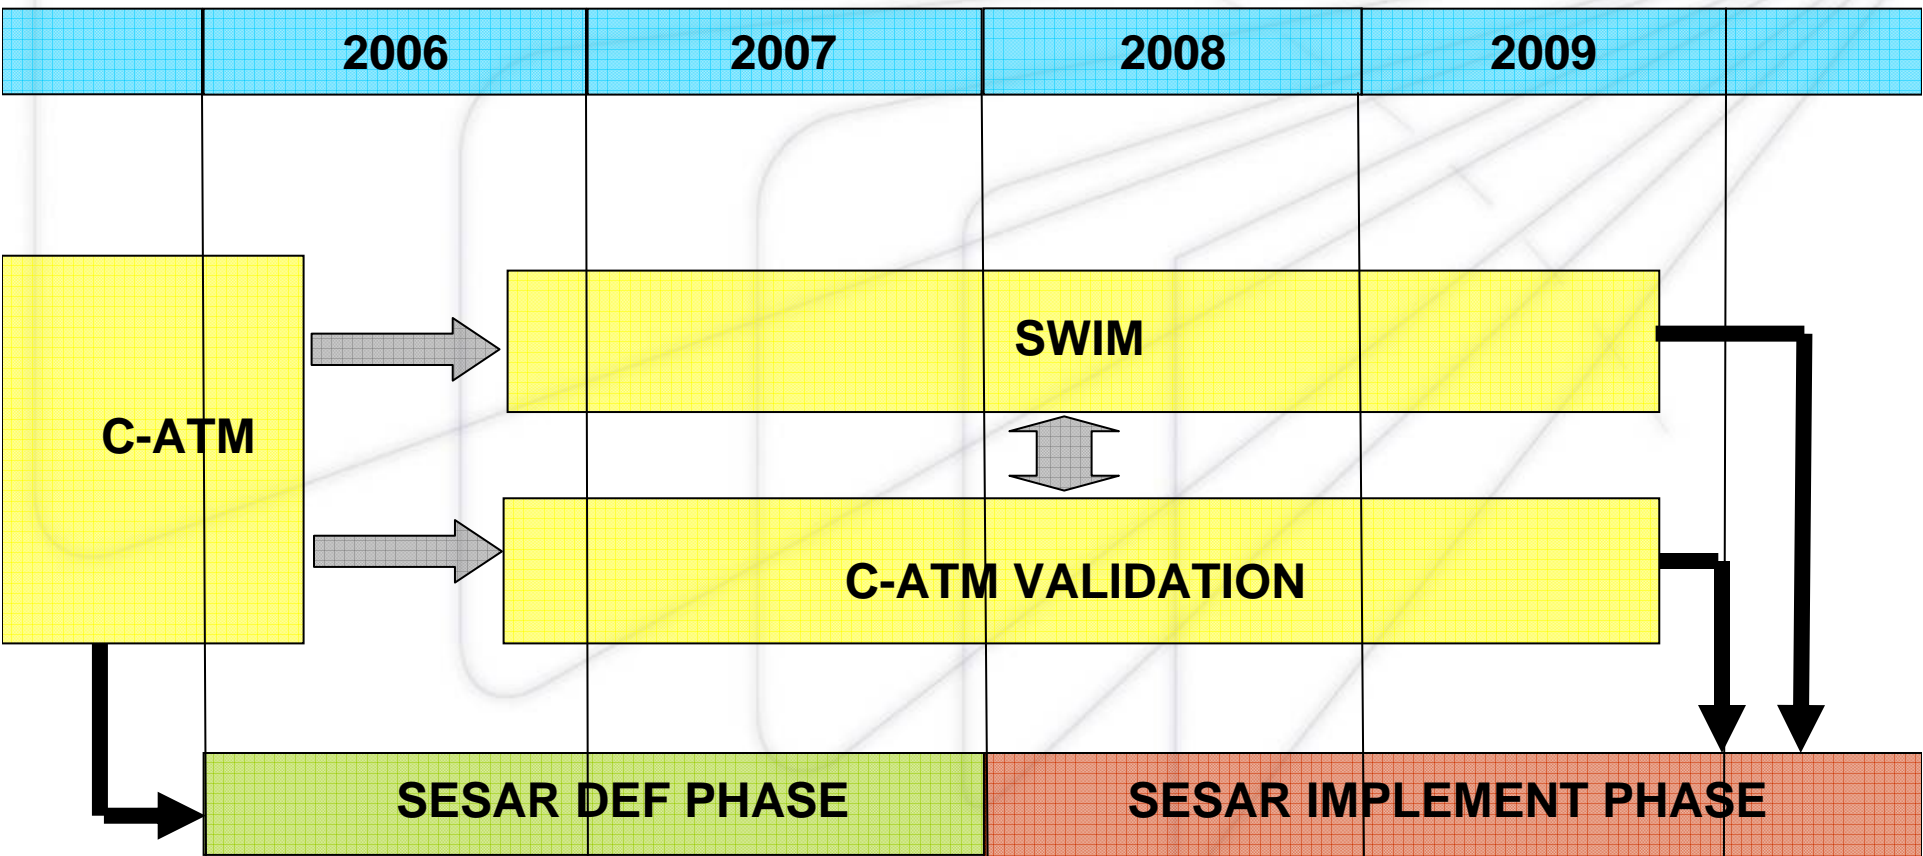 2006
2007
2008
2009
SWIM
C-ATM
C-ATM VALIDATION
SESAR DEF PHASE
SESAR IMPLEMENT PHASE